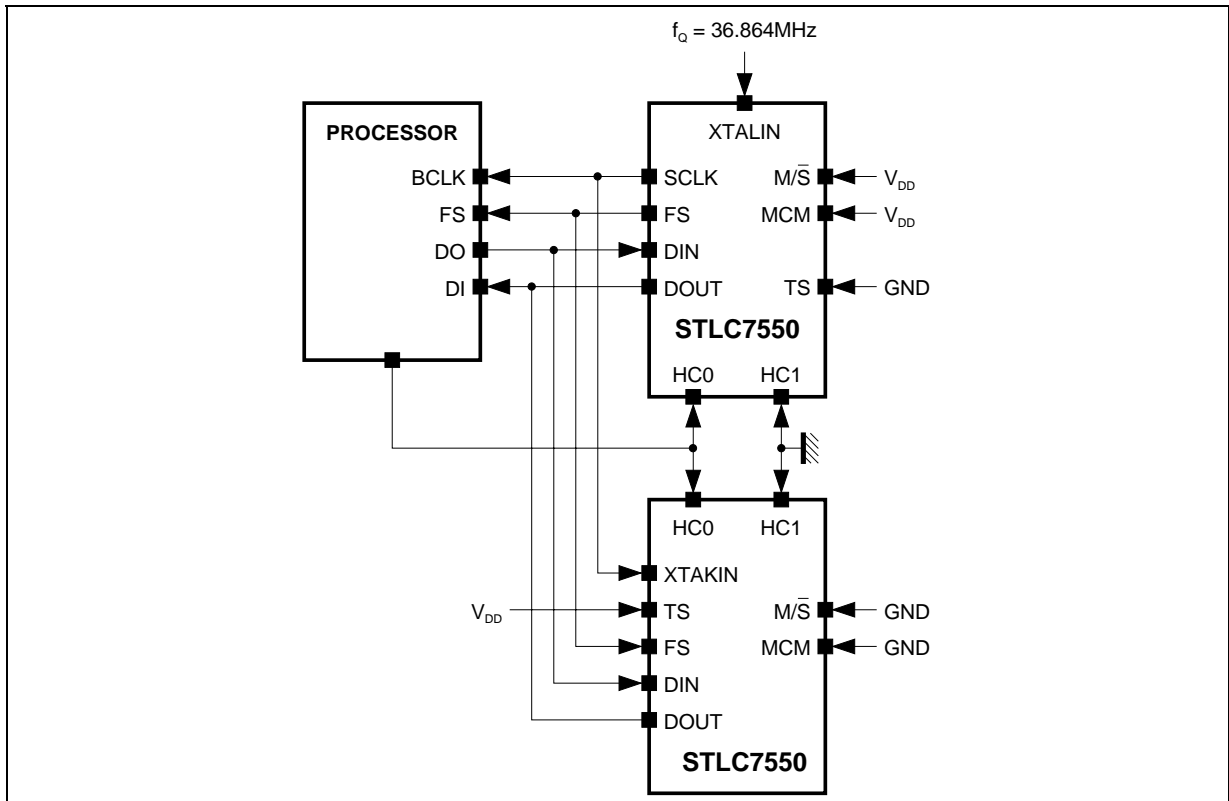 f_Q = 36.864MHz
PROCESSOR
BCLK
FS
DO
DI
XTALIN
SCLK
FS
DIN
DOUT
M/S̅
MCM
TS
V_DD
V_DD
GND
STLC7550
HC0
HC1
HC0
HC1
XTAKIN
TS
FS
DIN
DOUT
V_DD
M/S̅
MCM
GND
GND
STLC7550